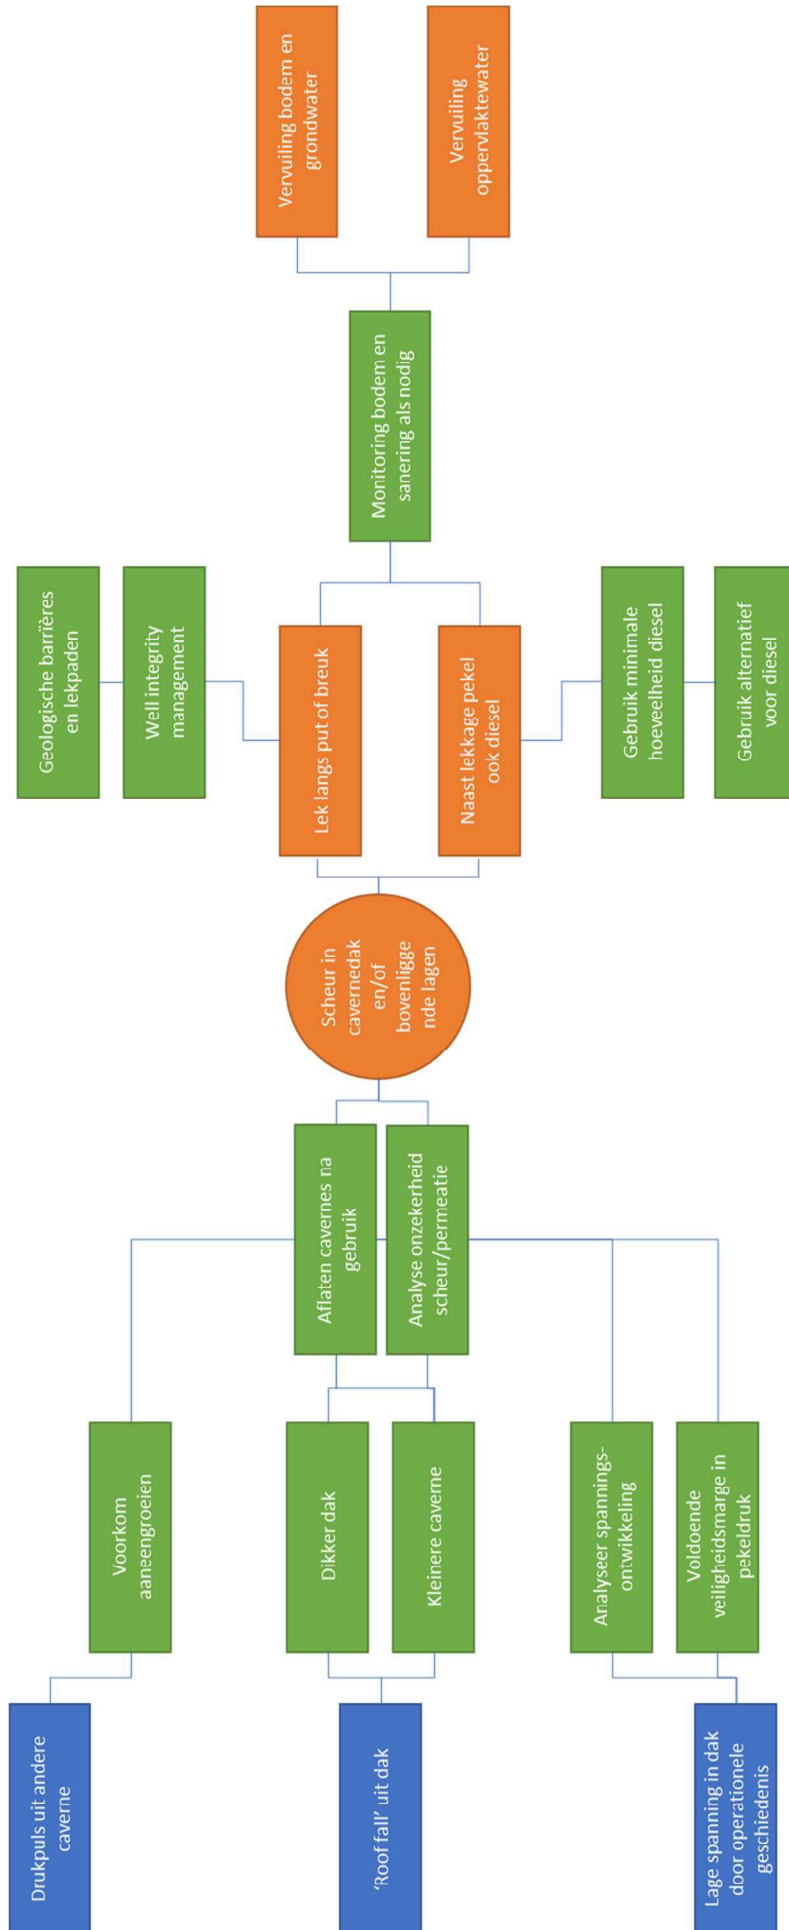 Drukpuls uit andere
caverne
'Roof fall' uit dak
Lage spanning in dak
door operationele
geschiedenis
Voorkom
aaneengroeien
Dikker dak
Kleinere caverne
Analyseer spannings-
ontwikkeling
Voldoende
veiligheidsmarge in
pekeldruk
Aflaten cavernes na
gebruik
Analyse onzekerheid
scheur/permeatie
Scheur in
cavernedak
en/of
bovenligge
nde lagen
Geologische barrières
en lekpaden
Well integrity
management
Lek langs put of breuk
Naast lekkage pekel
ook diesel
Gebruik minimale
hoeveelheid diesel
Gebruik alternatief
voor diesel
Monitoring bodem en
sanering als nodig
Vervuiling bodem en
grondwater
Vervuiling
oppervlaktewater